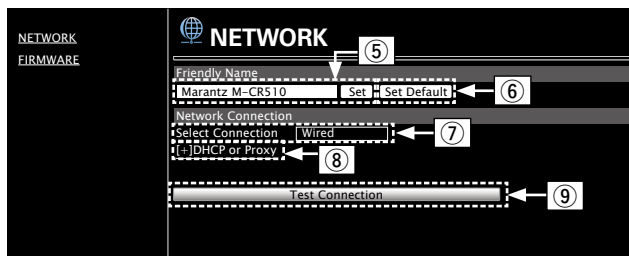 NETWORK
FIRMWARE
NETWORK
⑤
Friendly Name
Marantz M-CR510 Set Set Default
⑥
Network Connection
Select Connection Wired
⑦
[+]DHCP or Proxy
⑧
Test Connection
⑨